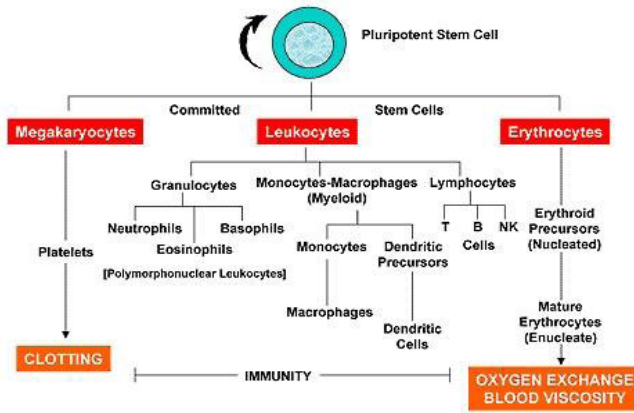 Pluripotent Stem Cell
Committed Stem Cells
Megakaryocytes Leukocytes Erythrocytes
Granulocytes Monocytes-Macrophages Lymphocytes
(Myeloid)
Neutrophils Basophils T B NK
Eosinophils Cells
[Polymorphonuclear Leukocytes]
Erythroid
Precursors
(Nucleated)
Platelets
Monocytes Dendritic
Precursors
Macrophages
Dendritic
Cells
Mature
Erythrocytes
(Enucleate)
CLOTTING
IMMUNITY
OXYGEN EXCHANGE
BLOOD VISCOSITY